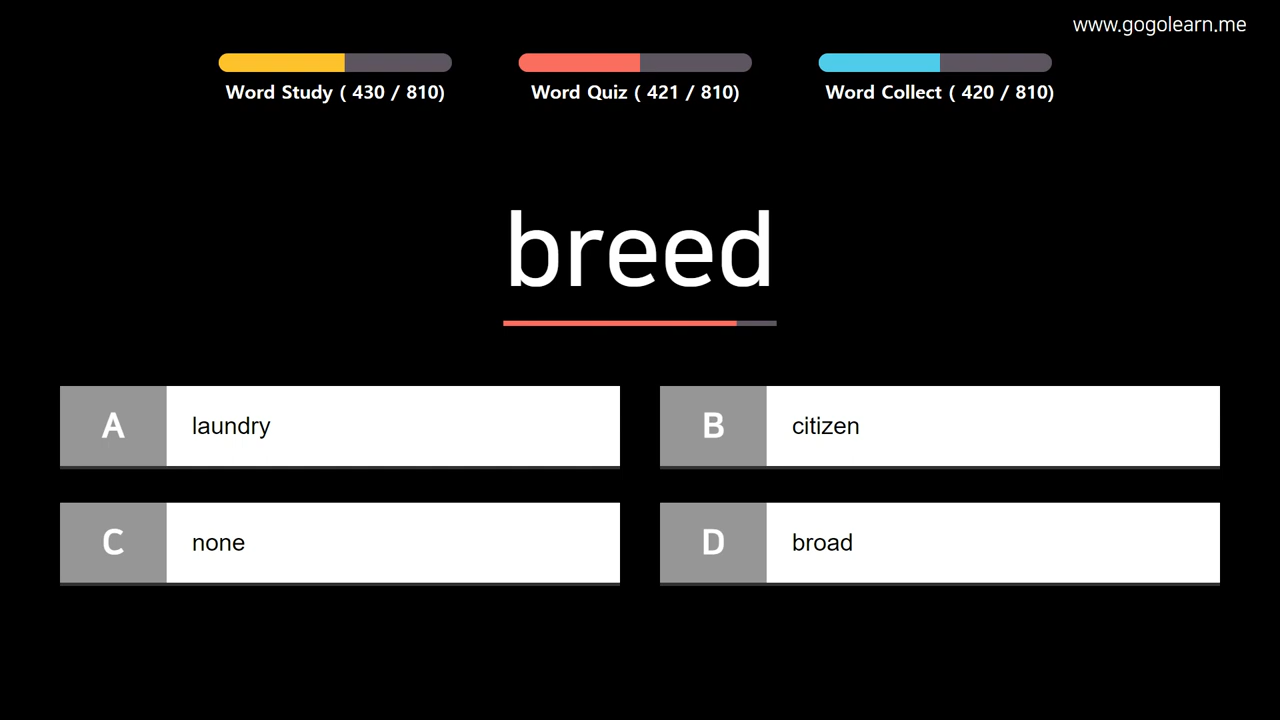 www.gogolearn.me
Word Study ( 430 / 810)
Word Quiz ( 421 / 810)
Word Collect ( 420 / 810)
breed
A laundry
B citizen
C none
D broad